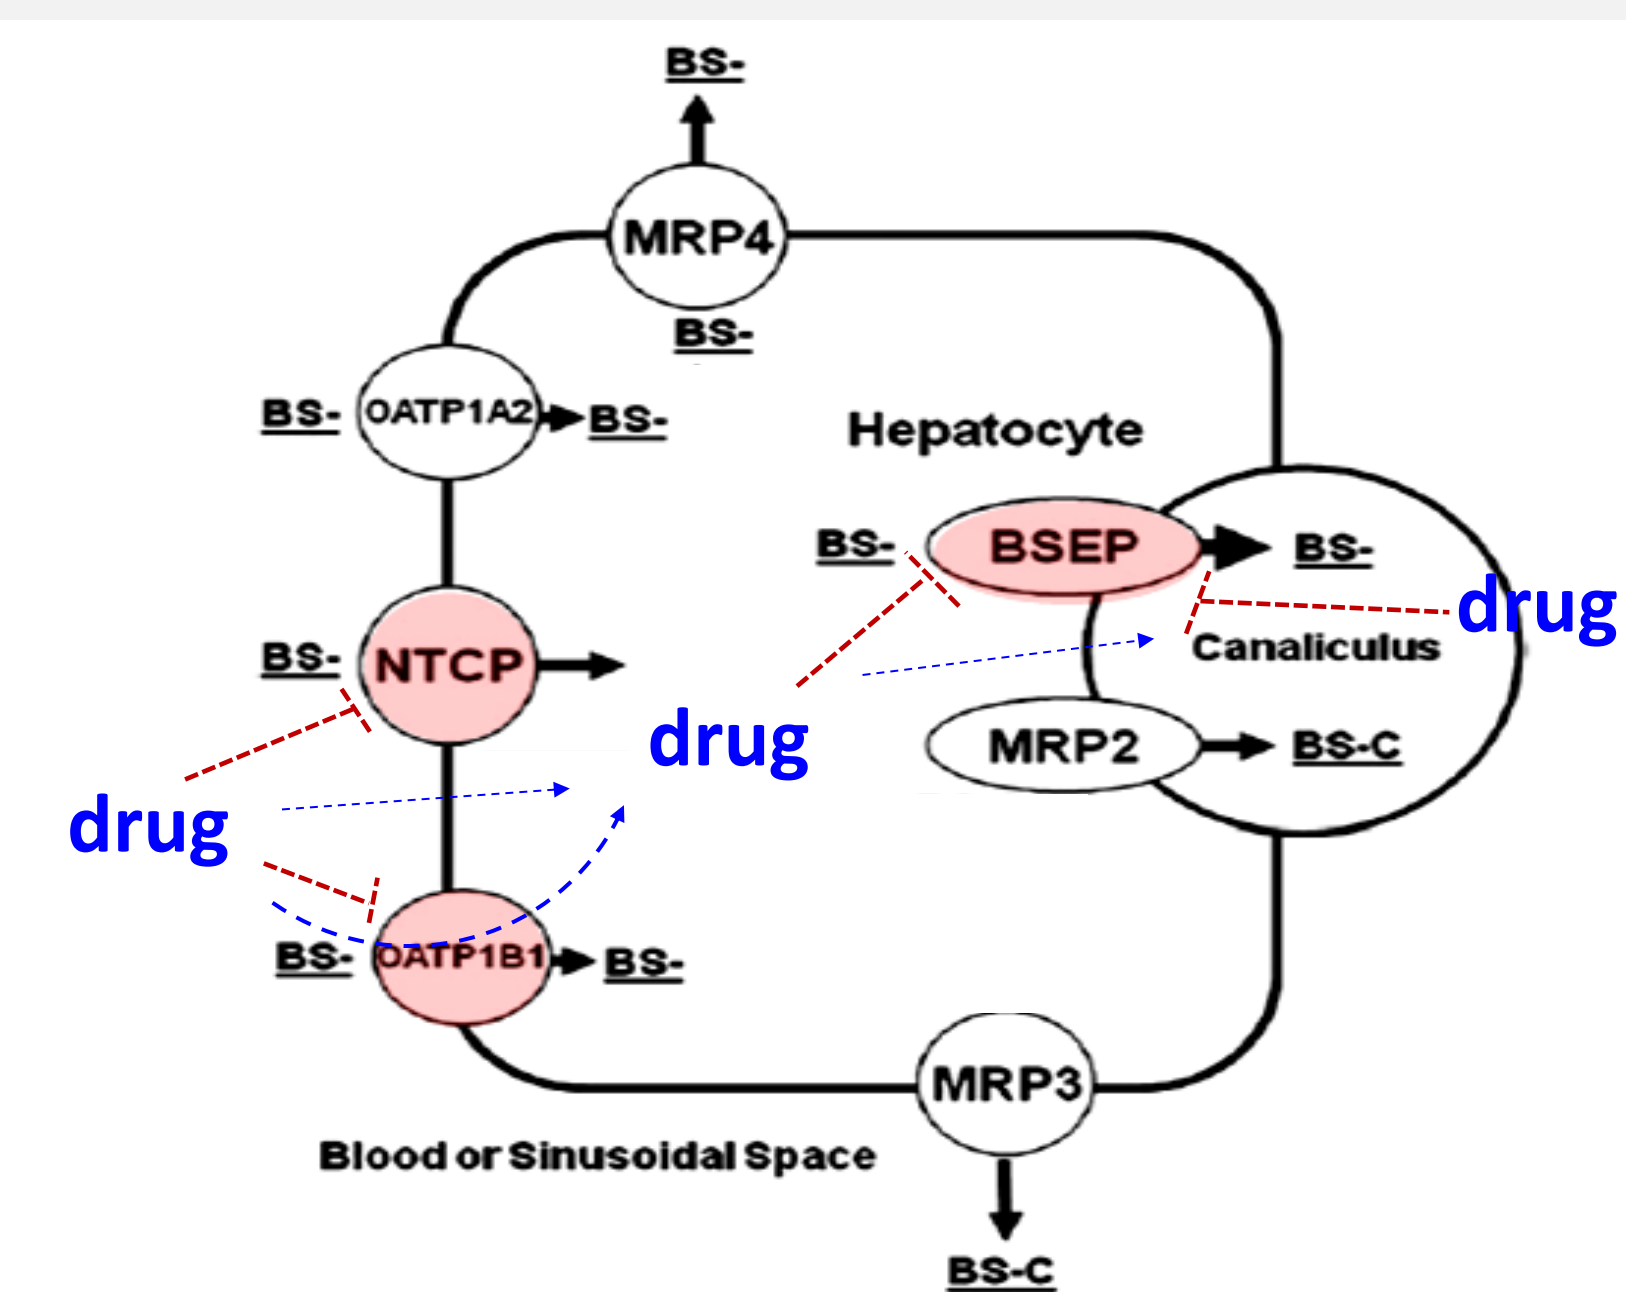 BS-
MRP4
BS-
BS- OATP1A2 BS-
Hepatocyte
BS- BSEP BS-
drug
BS- NTCP
Canaliculus
drug
MRP2 BS-C
drug
BS- OATP1B1 BS-
MRP3
Blood or Sinusoidal Space
BS-C